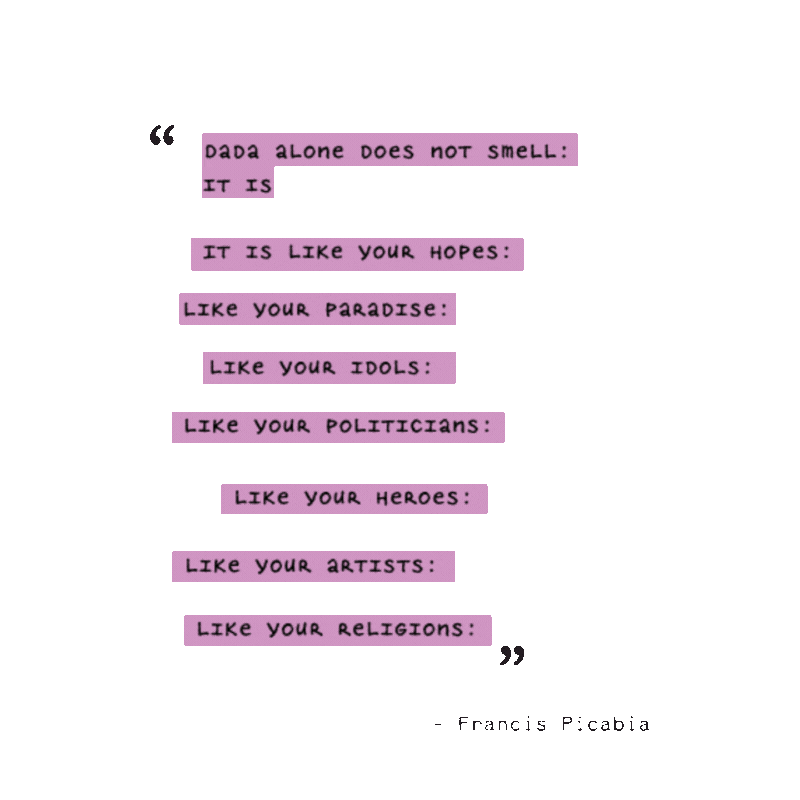 “ DaDa aLone Does noT smeLL:
IT IS
IT IS LIKe your Hopes:
LIKe your ParaDIse:
LIKe your IDoLs:
LIKe your PoLITICIans:
LIKe your Heroes:
LIKe your arTISTS:
LIKe your ReLIGIons: ”
- Francis Picabia